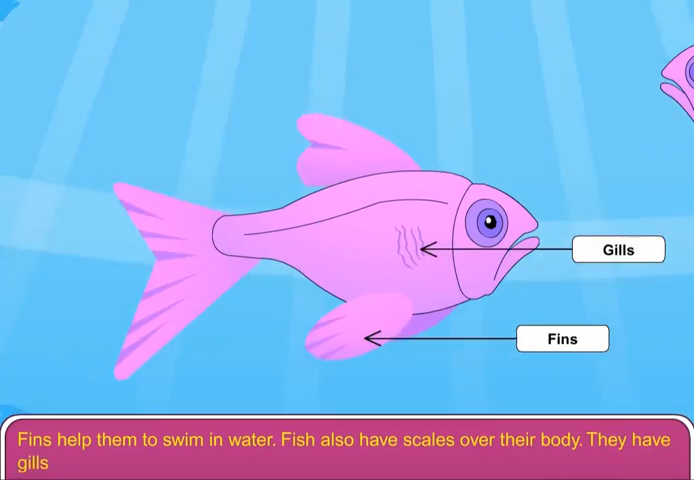 Gills
Fins
Fins help them to swim in water. Fish also have scales over their body. They have
gills